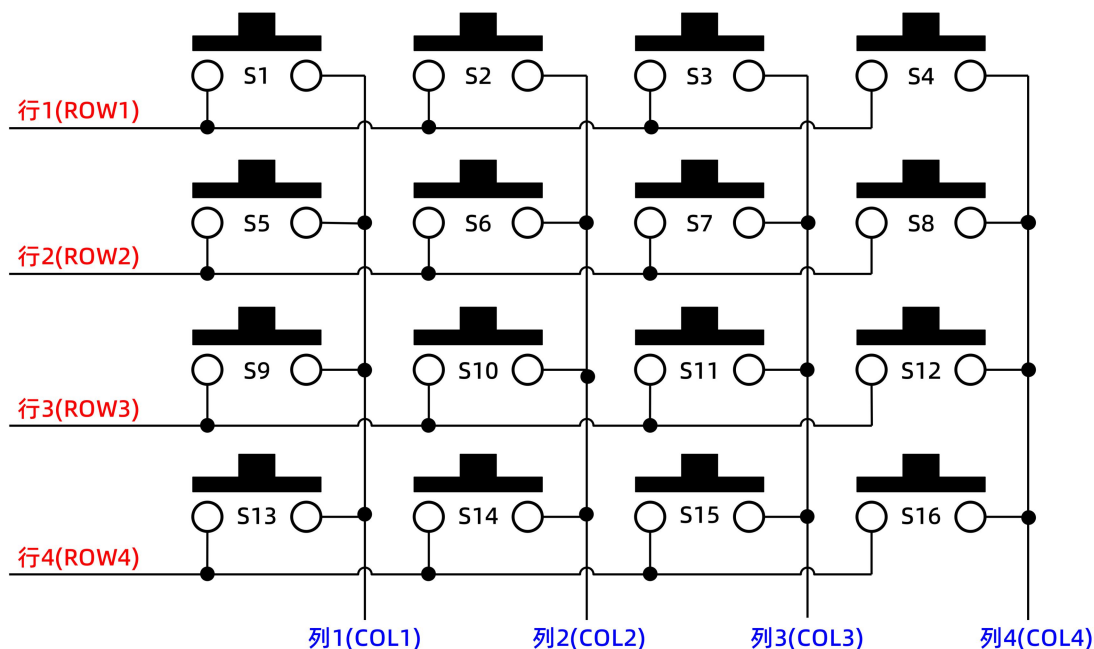 S1 S2 S3 S4
行1(ROW1)
S5 S6 S7 S8
行2(ROW2)
S9 S10 S11 S12
行3(ROW3)
S13 S14 S15 S16
行4(ROW4)
列1(COL1) 列2(COL2) 列3(COL3) 列4(COL4)